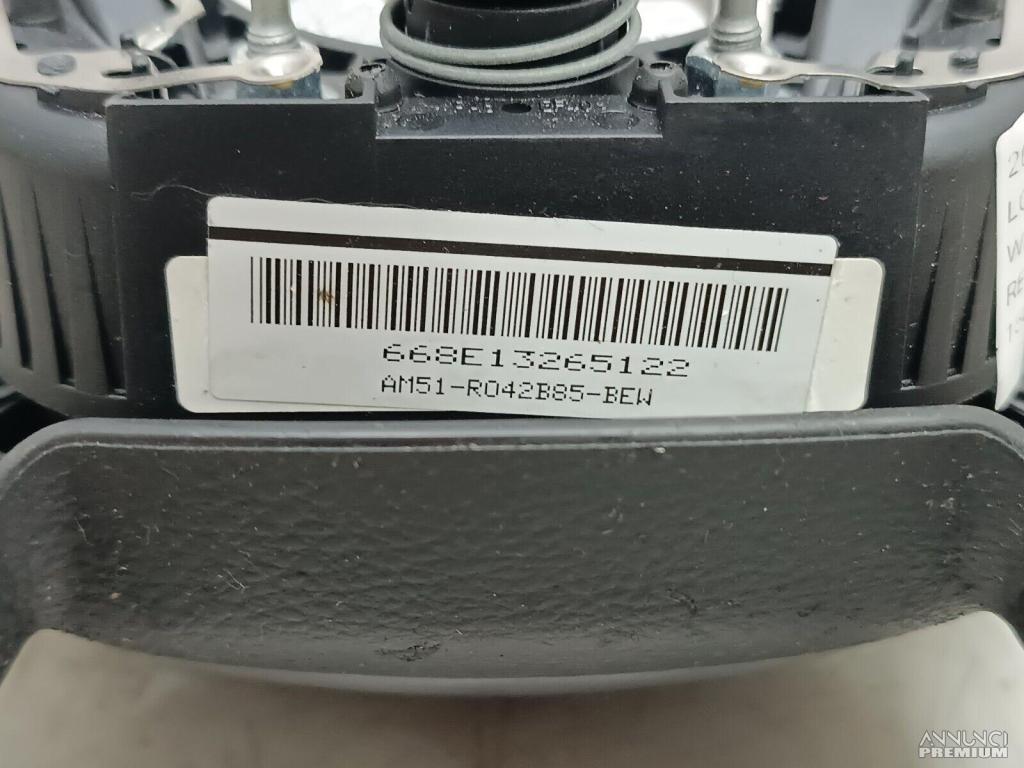 668E13265122
AM51-R042B85-BEW
ANNUNCI
PREMIUM